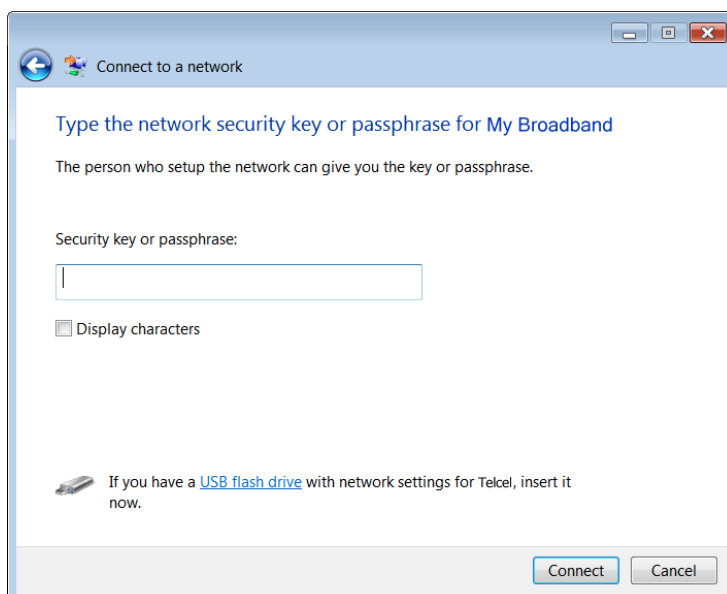 Connect to a network
Type the network security key or passphrase for My Broadband
The person who setup the network can give you the key or passphrase.
Security key or passphrase:
Display characters
If you have a USB flash drive with network settings for Telcel, insert it
now.
Connect Cancel